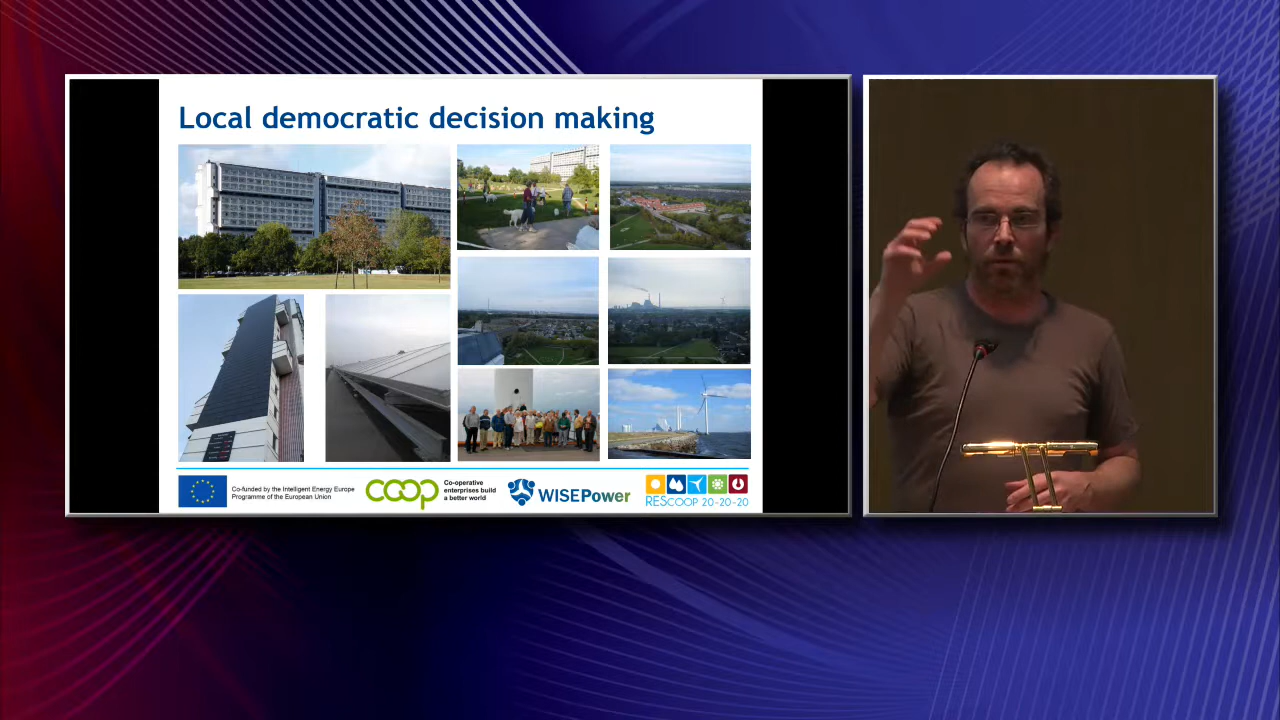 Local democratic decision making
Co-funded by the Intelligent Energy Europe
Programme of the European Union
coop
Co-operative
enterprises build
a better world
WISEPower
RESCOOP 20-20-20